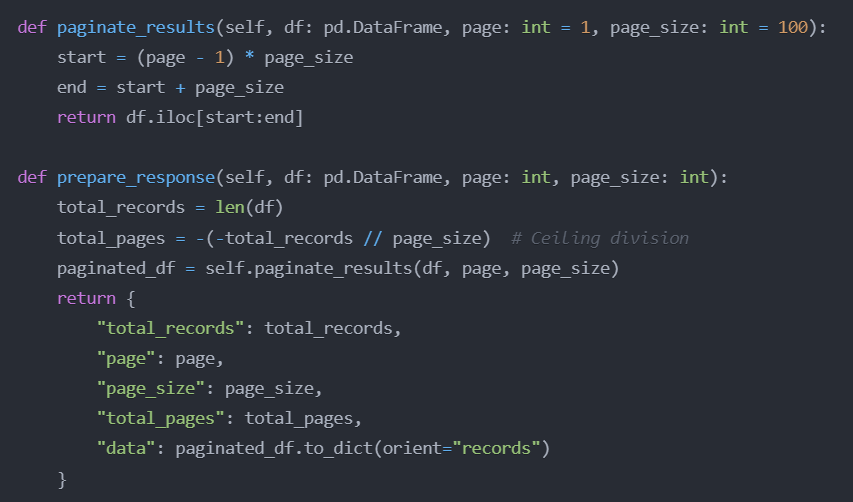 def paginate_results(self, df: pd.DataFrame, page: int = 1, page_size: int = 100):
    start = (page - 1) * page_size
    end = start + page_size
    return df.iloc[start:end]

def prepare_response(self, df: pd.DataFrame, page: int, page_size: int):
    total_records = len(df)
    total_pages = -(-total_records // page_size)  # Ceiling division
    paginated_df = self.paginate_results(df, page, page_size)
    return {
        "total_records": total_records,
        "page": page,
        "page_size": page_size,
        "total_pages": total_pages,
        "data": paginated_df.to_dict(orient="records")
    }